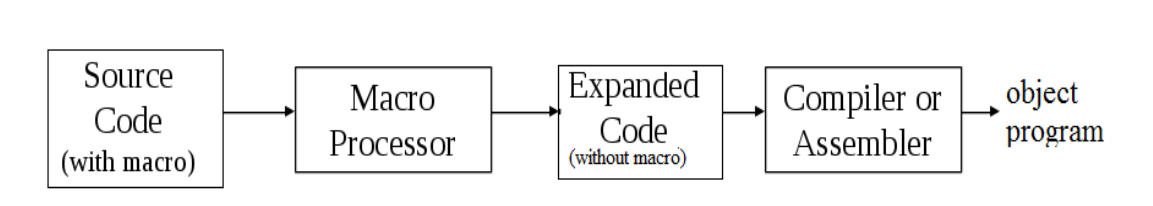 Source
Code
(with macro)
Macro
Processor
Expanded
Code
(without macro)
Compiler or
Assembler
object
program